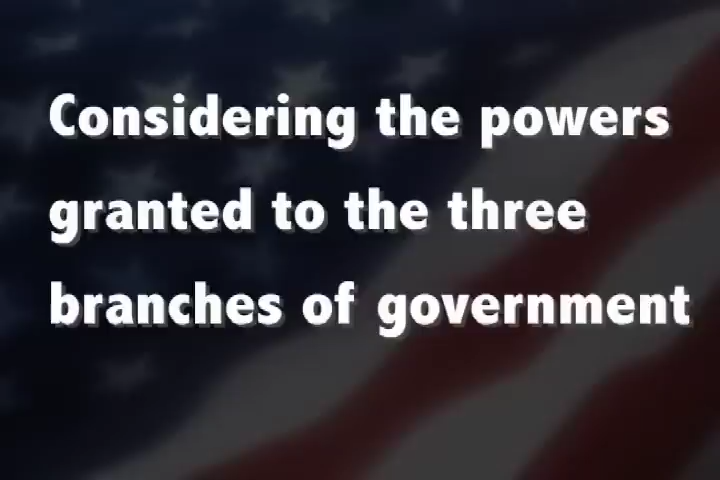 Considering the powers
granted to the three
branches of government